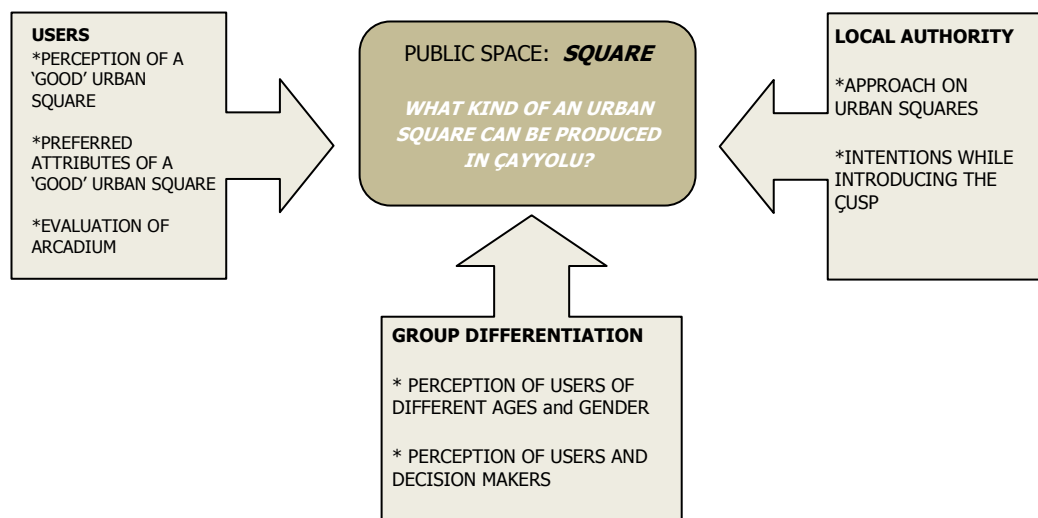 USERS
*PERCEPTION OF A
‘GOOD’ URBAN
SQUARE
*PREFERRED
ATTRIBUTES OF A
‘GOOD’ URBAN SQUARE
*EVALUATION OF
ARCADIUM
PUBLIC SPACE: SQUARE
WHAT KIND OF AN URBAN
SQUARE CAN BE PRODUCED
IN ÇAYYOLU?
LOCAL AUTHORITY
*APPROACH ON
URBAN SQUARES
*INTENTIONS WHILE
INTRODUCING THE
ÇUSP
GROUP DIFFERENTIATION
* PERCEPTION OF USERS OF
DIFFERENT AGES and GENDER
* PERCEPTION OF USERS AND
DECISION MAKERS